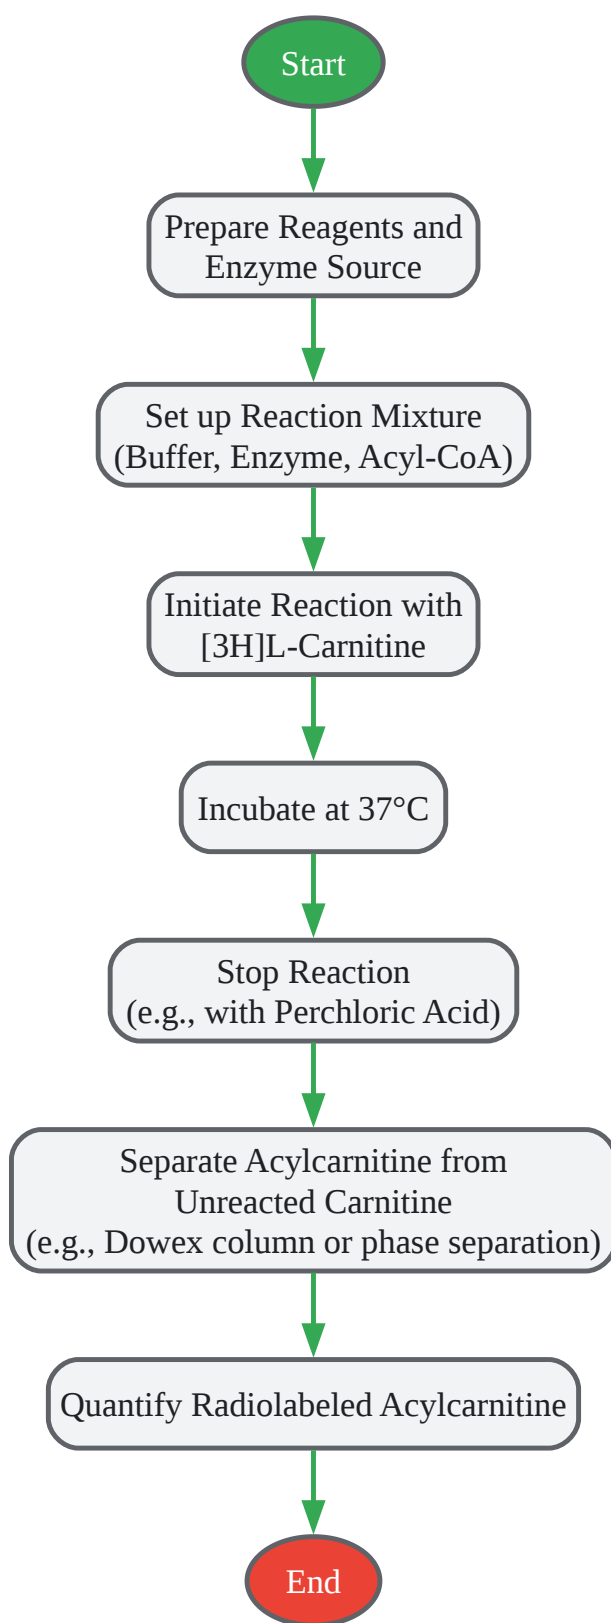 Start
Prepare Reagents and
Enzyme Source
Set up Reaction Mixture
(Buffer, Enzyme, Acyl-CoA)
Initiate Reaction with
[3H]L-Carnitine
Incubate at 37°C
Stop Reaction
(e.g., with Perchloric Acid)
Separate Acylcarnitine from
Unreacted Carnitine
(e.g., Dowex column or phase separation)
Quantify Radiolabeled Acylcarnitine
End